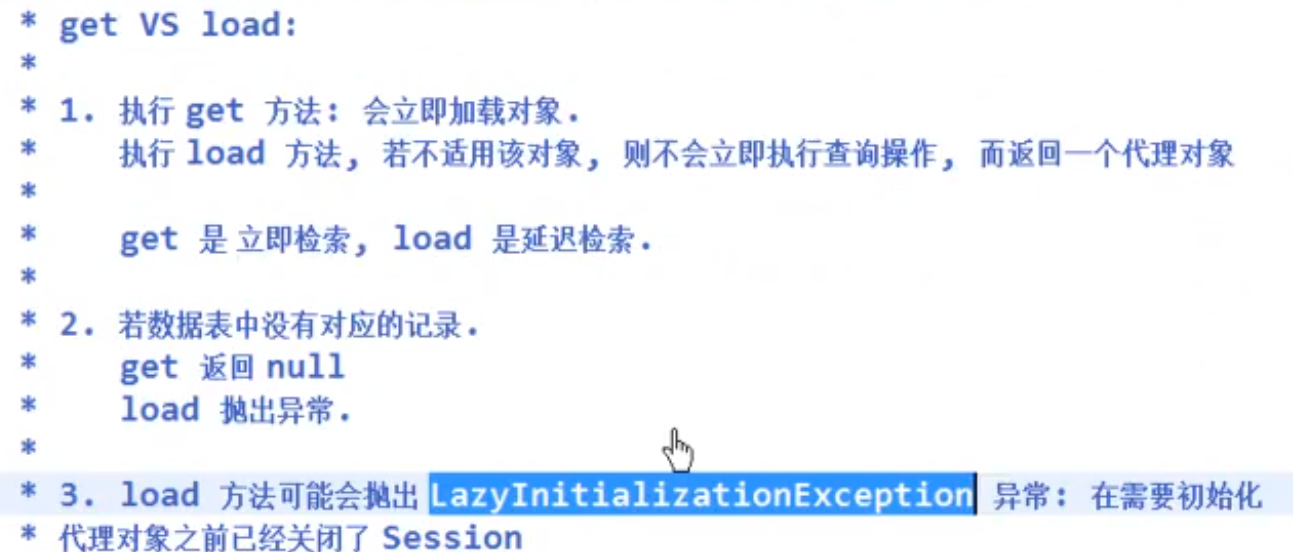 * get VS load:
*
* 1. 执行 get 方法: 会立即加载对象.
*    执行 load 方法, 若不适用该对象, 则不会立即执行查询操作, 而返回一个代理对象
*
*    get 是 立即检索, load 是延迟检索.
*
* 2. 若数据表中没有对应的记录.
*    get 返回 null
*    load 抛出异常.
*
* 3. load 方法可能会抛出 LazyInitializationException 异常: 在需要初始化
* 代理对象之前已经关闭了 Session